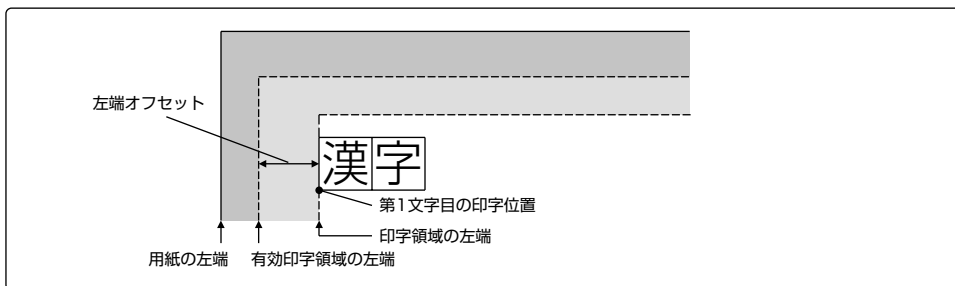 左端オフセット
漢字
第1文字目の印字位置
印字領域の左端
用紙の左端
有効印字領域の左端